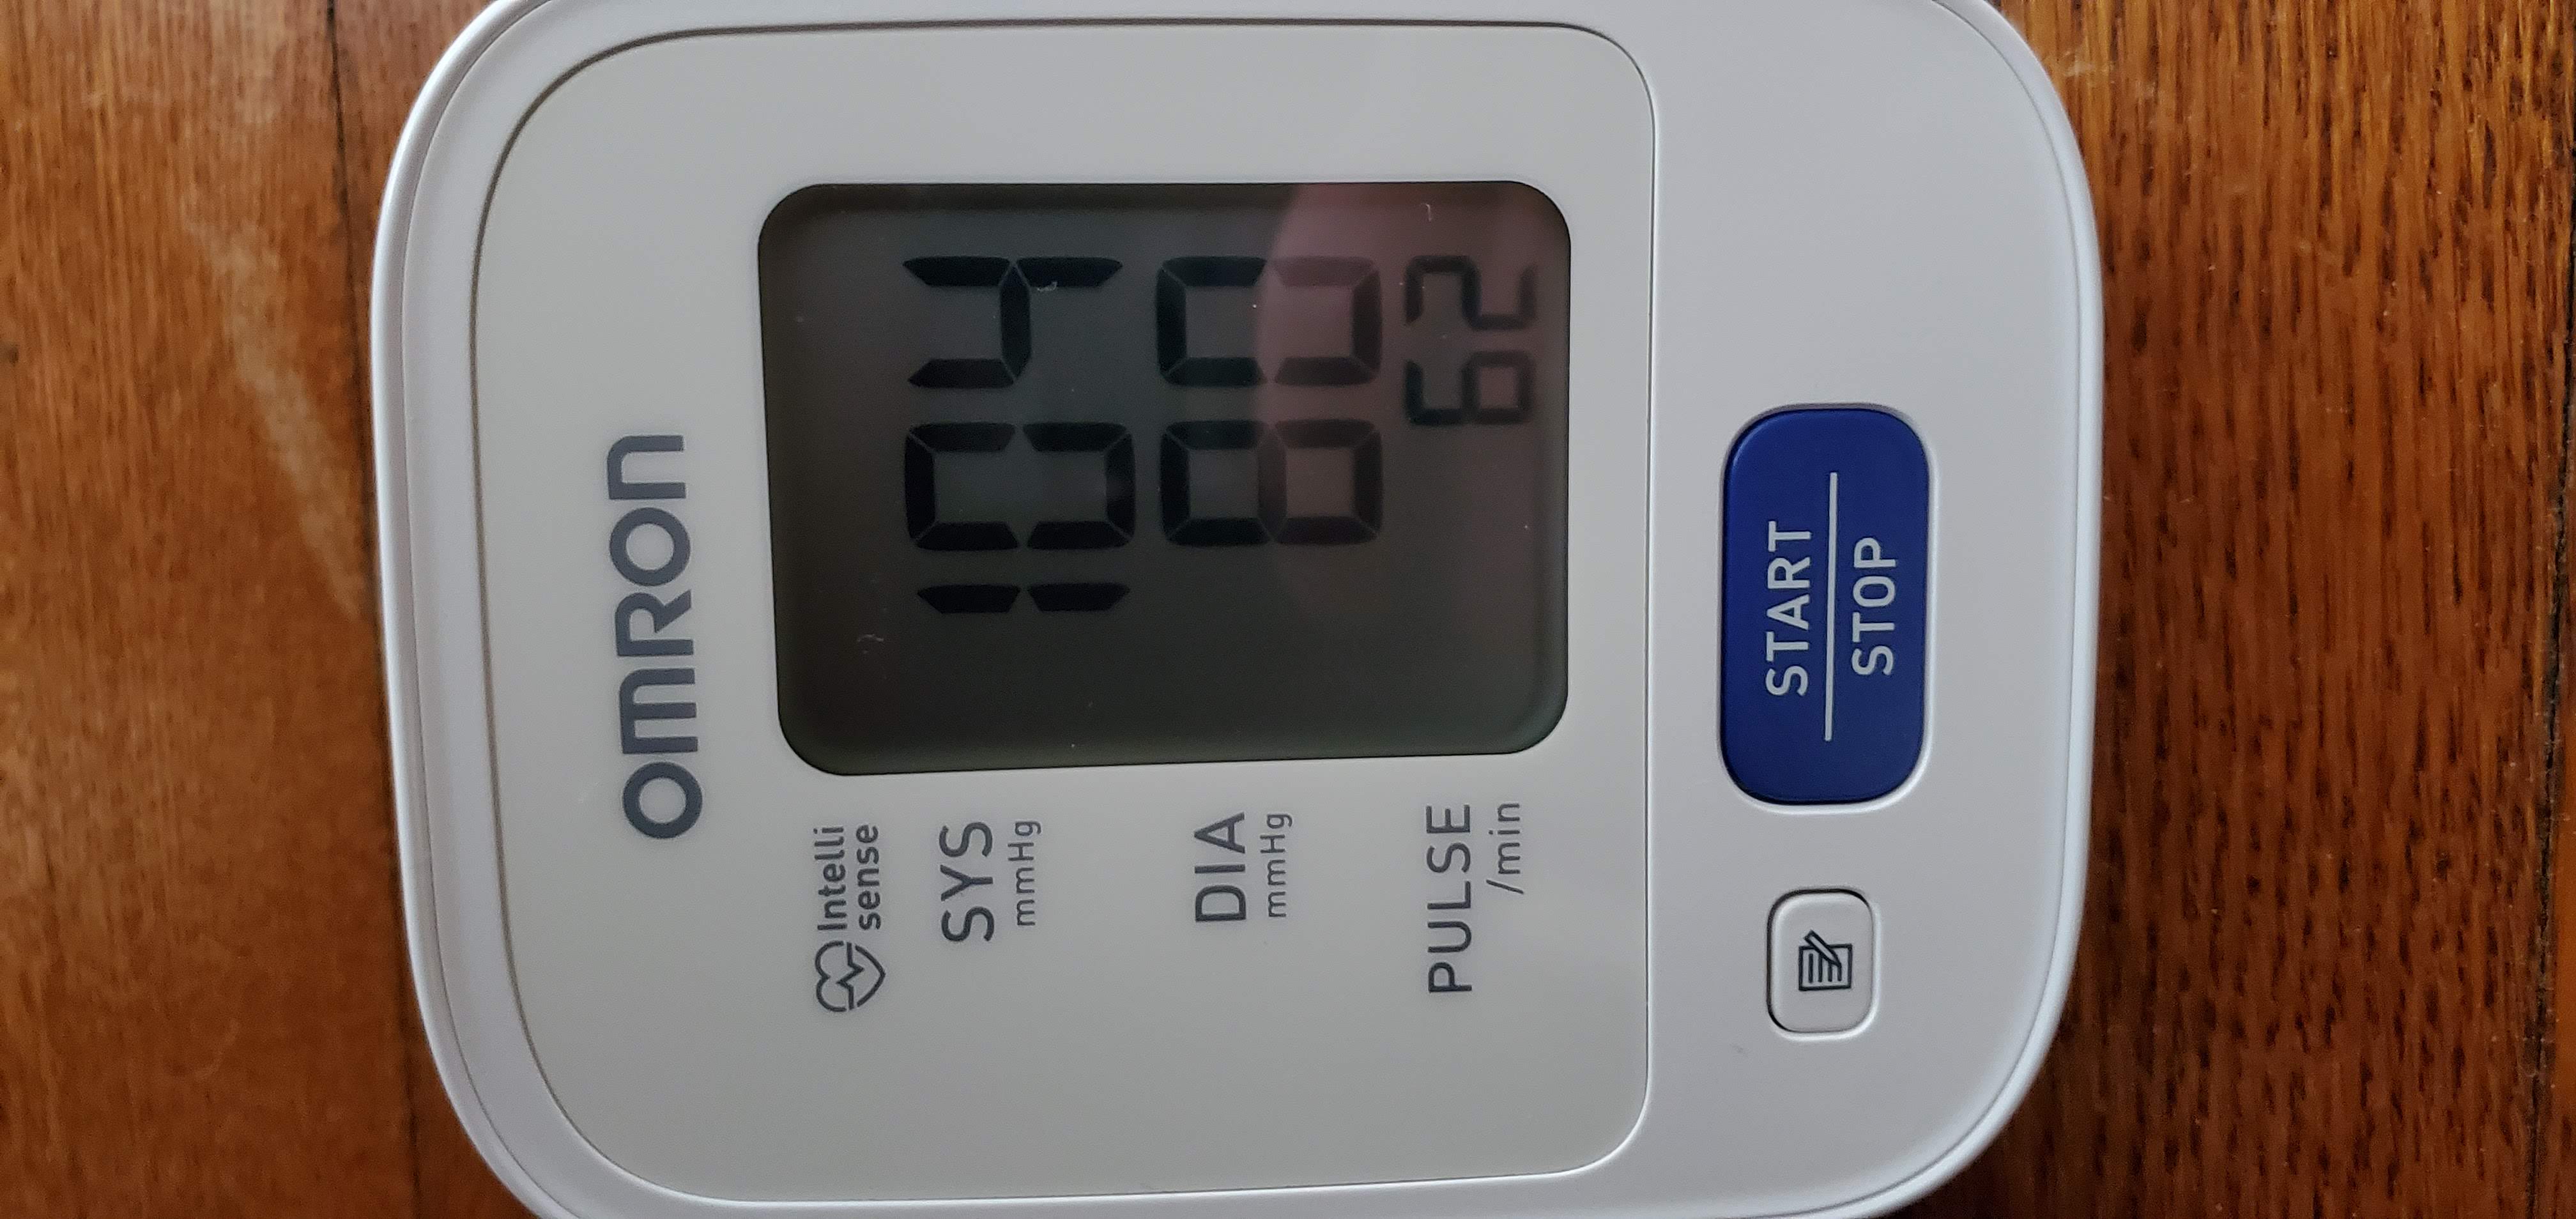 OMRON
Intelli
sense
SYS
mmHg
104
DIA
mmHg
80
PULSE
/min
62
START
STOP